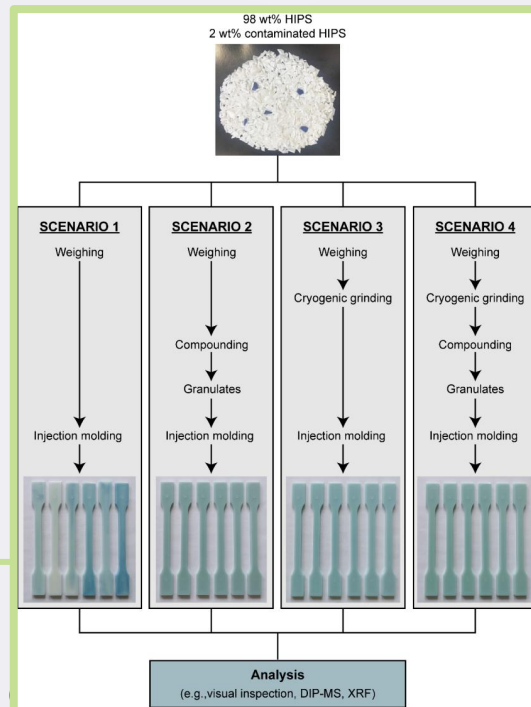 98 wt% HIPS
2 wt% contaminated HIPS
SCENARIO 1
Weighing
Injection molding
SCENARIO 2
Weighing
Compounding
Granulates
Injection molding
SCENARIO 3
Weighing
Cryogenic grinding
Injection molding
SCENARIO 4
Weighing
Cryogenic grinding
Compounding
Granulates
Injection molding
Analysis
(e.g.,visual inspection, DIP-MS, XRF)